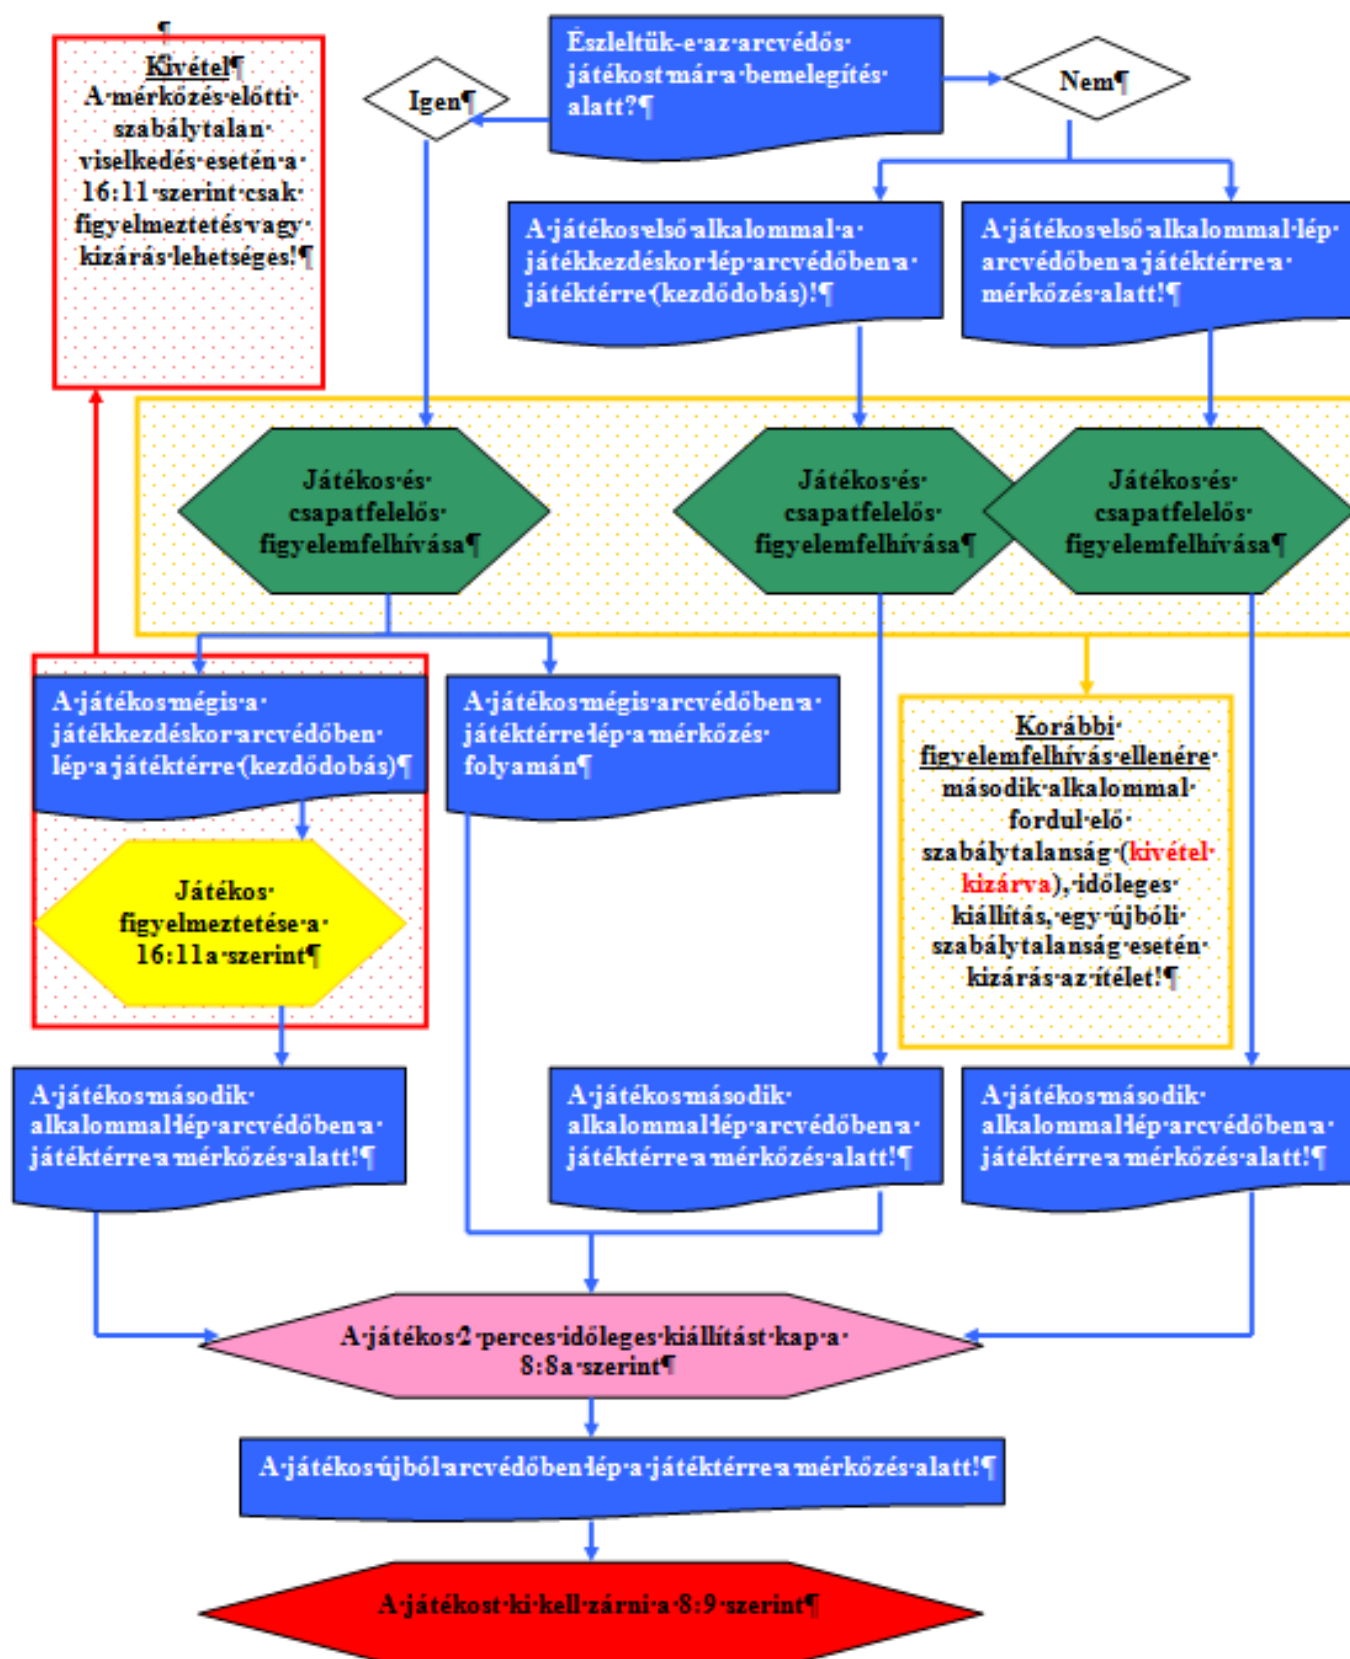 Kivétel¶
A mérkőzés előtti
szabálytalan
viselkedés esetén a
16:11 szerint csak
figyelmeztetés vagy
kizárás lehetséges!¶
Igen¶
Észleltük-e az arcvédős
játékost már a bemelegítés
alatt?¶
Nem¶
A játékos első alkalommal a
játékkezdéskor lép arcvédőben a
játéktérre (kezdődobás)!¶
A játékos első alkalommal lép
arcvédőben a játéktérre a
mérkőzés alatt!¶
Játékos és
csapatfelelős
figyelemfelhívása¶
Játékos és
csapatfelelős
figyelemfelhívása¶
Játékos és
csapatfelelős
figyelemfelhívása¶
A játékos mégis a
játékkezdéskor arcvédőben
lép a játéktérre (kezdődobás)¶
A játékos mégis arcvédőben a
játéktérre lép a mérkőzés
folyamán¶
Korábbi
figyelemfelhívás ellenére
második alkalommal
fordul elő
szabálytalanság (kivétel
kizárva), időleges
kiállítás, egy újbóli
szabálytalanság esetén
kizárás az ítélet!¶
Játékos
figyelmeztetése a
16:11a szerint¶
A játékos második
alkalommal lép arcvédőben a
játéktérre a mérkőzés alatt!¶
A játékos második
alkalommal lép arcvédőben a
játéktérre a mérkőzés alatt!¶
A játékos második
alkalommal lép arcvédőben a
játéktérre a mérkőzés alatt!¶
A játékos 2 perces időleges kiállítást kap a
8:8a szerint¶
A játékos újból arcvédőben lép a játéktérre a mérkőzés alatt!¶
A játékost ki kell zárni a 8:9 szerint¶